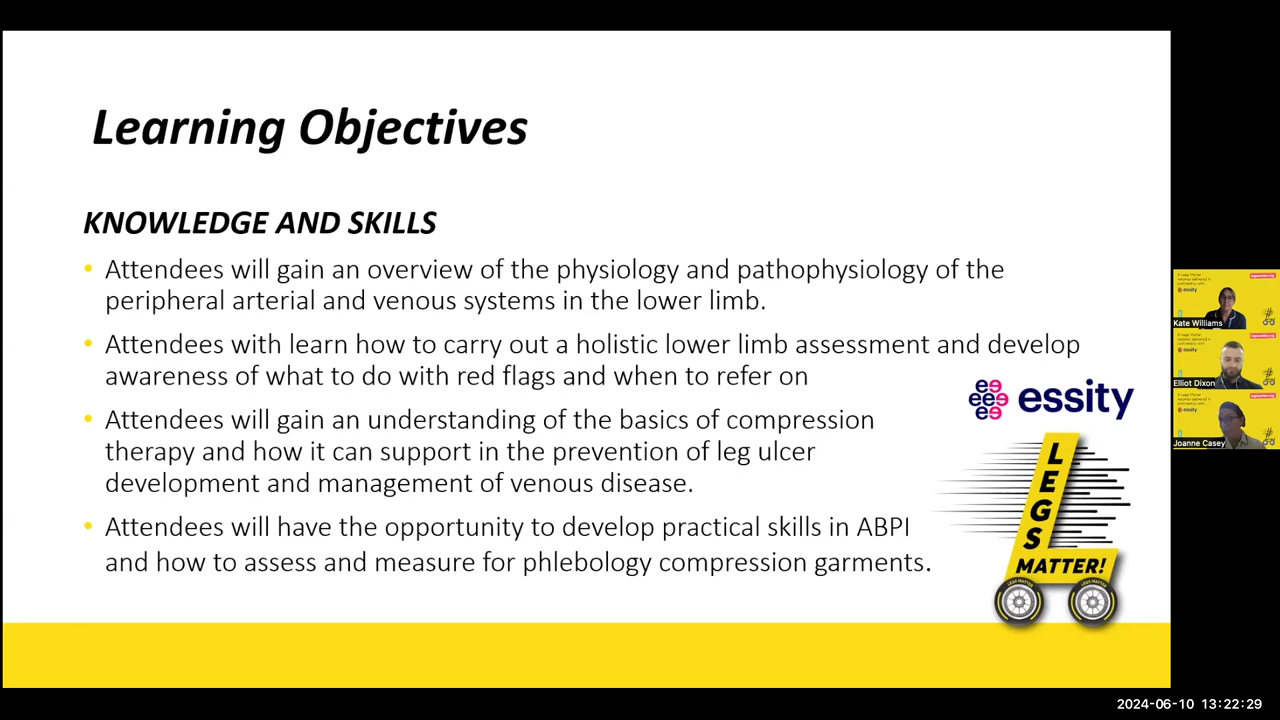 Learning Objectives
KNOWLEDGE AND SKILLS
• Attendees will gain an overview of the physiology and pathophysiology of the
peripheral arterial and venous systems in the lower limb.
• Attendees with learn how to carry out a holistic lower limb assessment and develop
awareness of what to do with red flags and when to refer on
• Attendees will gain an understanding of the basics of compression
therapy and how it can support in the prevention of leg ulcer
development and management of venous disease.
• Attendees will have the opportunity to develop practical skills in ABPI
and how to assess and measure for phlebology compression garments.
essity
LEGS
MATTER!
essity
Kate Williams
essity
Elliot Dixon
essity
Joanne Casey
2024-06-10 13:22:29